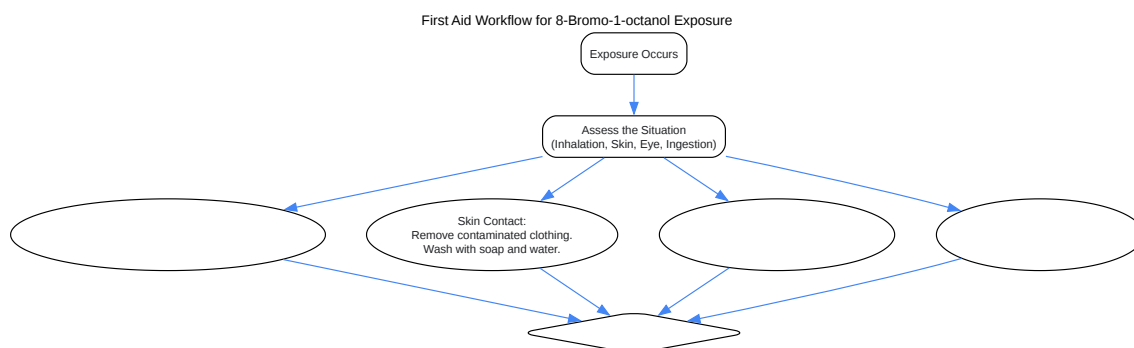 First Aid Workflow for 8-Bromo-1-octanol Exposure
Exposure Occurs
Assess the Situation
(Inhalation, Skin, Eye, Ingestion)
Skin Contact:
Remove contaminated clothing.
Wash with soap and water.